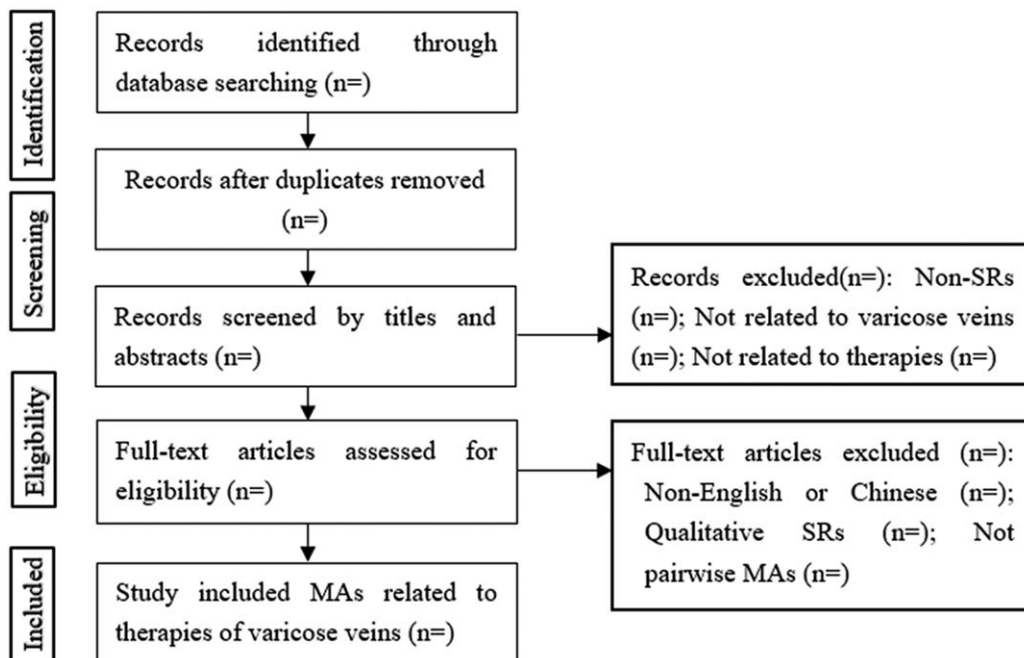 Identification
Records identified through
database searching (n=)
Records after duplicates removed
(n=)
Screening
Records screened by titles and
abstracts (n=)
Records excluded(n=): Non-SRs
(n=); Not related to varicose veins
(n=); Not related to therapies (n=)
Eligibility
Full-text articles assessed for
eligibility (n=)
Full-text articles excluded (n=):
Non-English or Chinese (n=);
Qualitative SRs (n=); Not
pairwise MAs (n=)
Included
Study included MAs related to
therapies of varicose veins (n=)